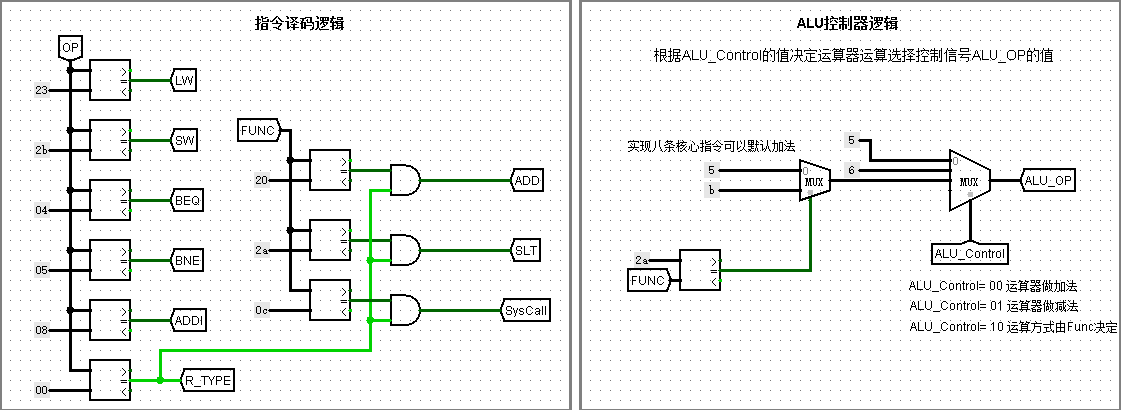 指令译码逻辑
OP
23
>
=
<
LW
2b
>
=
<
SW
04
>
=
<
BEQ
05
>
=
<
BNE
08
>
=
<
ADDI
00
>
=
<
R_TYPE
FUNC
20
>
=
<
ADD
2a
>
=
<
SLT
0c
>
=
<
SysCall
ALU控制器逻辑
根据ALU_Control的值决定运算器运算选择控制信号ALU_OP的值
实现八条核心指令可以默认加法
5
b
0
MUX
5
6
0
MUX
ALU_OP
2a
FUNC
>
=
<
ALU_Control
ALU_Control= 00 运算器做加法
ALU_Control= 01 运算器做减法
ALU_Control= 10 运算方式由Func决定